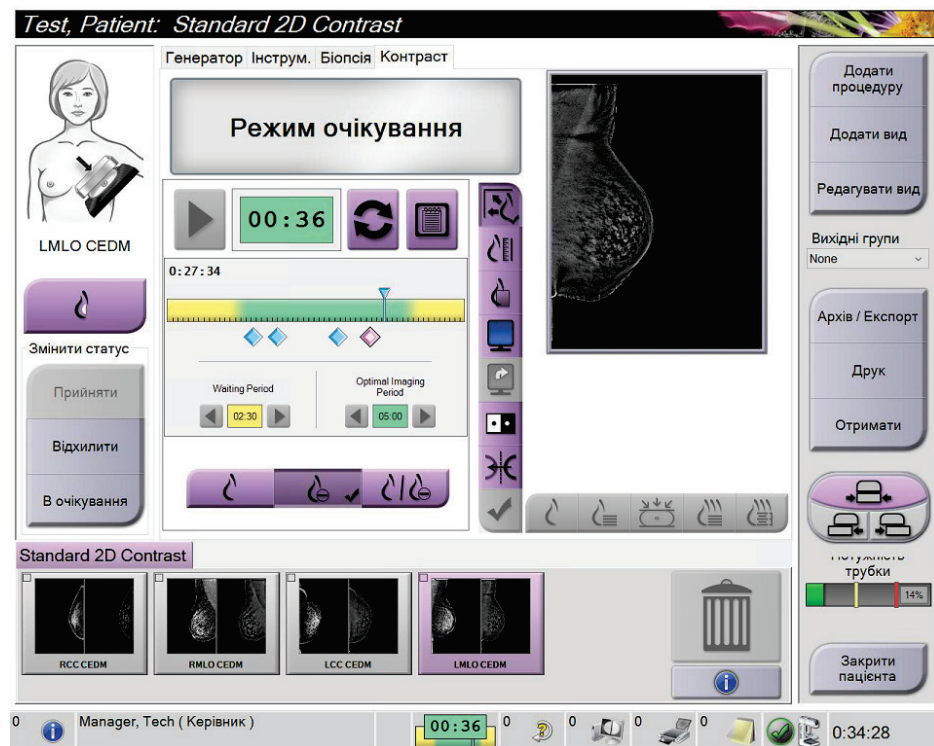 Test, Patient: Standard 2D Contrast
Генератор Інструм. Біопсія Контраст
Режим очікування
LMLO CEDM
00:36
0:27:34
Waiting Period
Optimal Imaging
Period
02:30
05:00
Змінити статус
Прийняти
Відхилити
В очікування
Додати
процедуру
Додати вид
Редагувати вид
Вихідні групи
None
Архів / Експорт
Друк
Отримати
Потужність
трубки
14%
Закрити
пацієнта
Standard 2D Contrast
RCC CEDM
RMLO CEDM
LCC CEDM
LMLO CEDM
0
Manager, Tech ( Керівник )
00:36
0
0
0
0
0:34:28